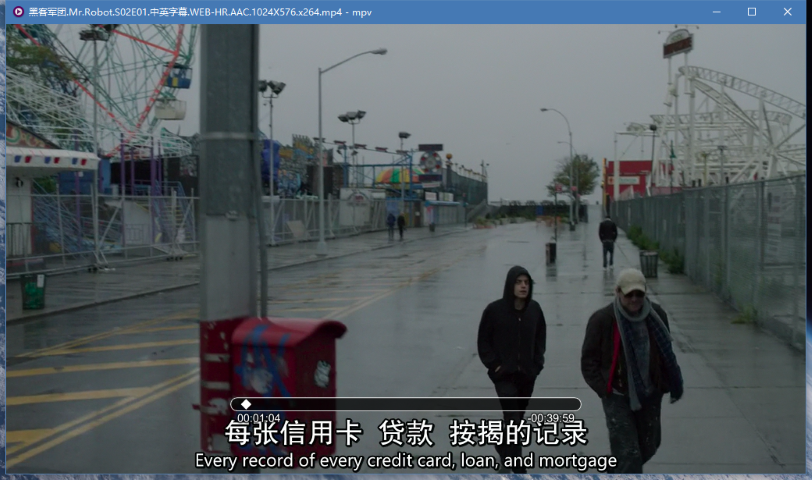 黑客军团.Mr.Robot.S02E01.中英字幕.WEB-HR.AAC.1024X576.x264.mp4 - mpv
00:01:04
-00:39:59
每张信用卡 贷款 按揭的记录
Every record of every credit card, loan, and mortgage